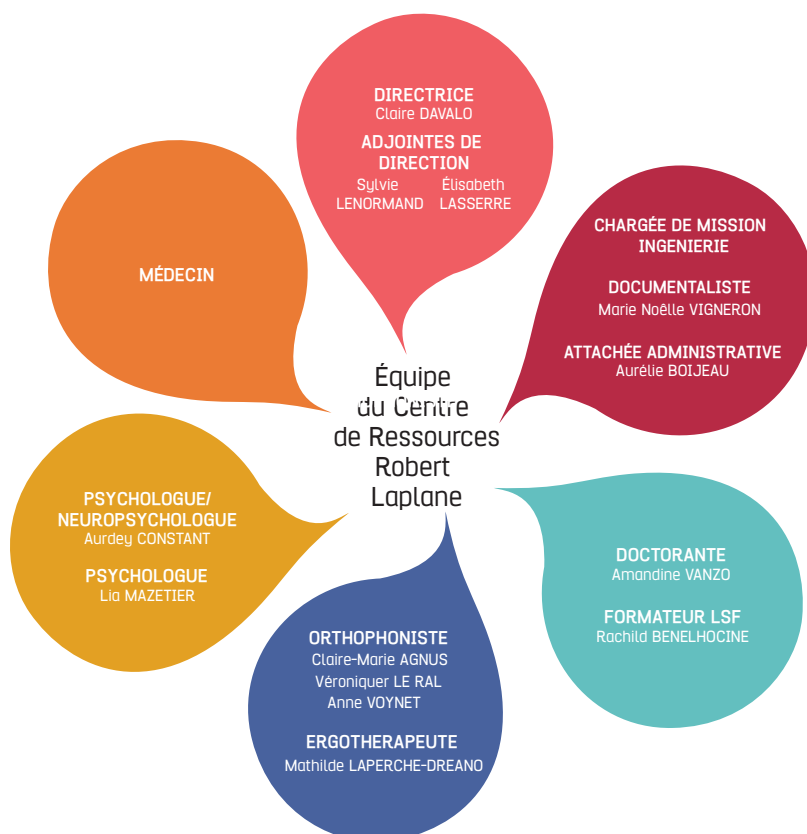 DIRECTRICE
Claire DAVALO
ADJOINTES DE
DIRECTION
Sylvie Élisabeth
LENORMAND LASSERRE
CHARGÉE DE MISSION
INGENIERIE
DOCUMENTALISTE
Marie Noëlle VIGNERON
ATTACHÉE ADMINISTRATIVE
Aurélie BOIJEAU
MÉDECIN
Équipe
du Centre
de Ressources
Robert
Laplane
PSYCHOLOGUE/
NEUROPSYCHOLOGUE
Aurdey CONSTANT
PSYCHOLOGUE
Lia MAZETIER
DOCTORANTE
Amandine VANZO
FORMATEUR LSF
Rachild BENELHOCINE
ORTHOPHONISTE
Claire-Marie AGNUS
Véroniquer LE RAL
Anne VOYNET
ERGOTHERAPEUTE
Mathilde LAPERCHE-DREANO